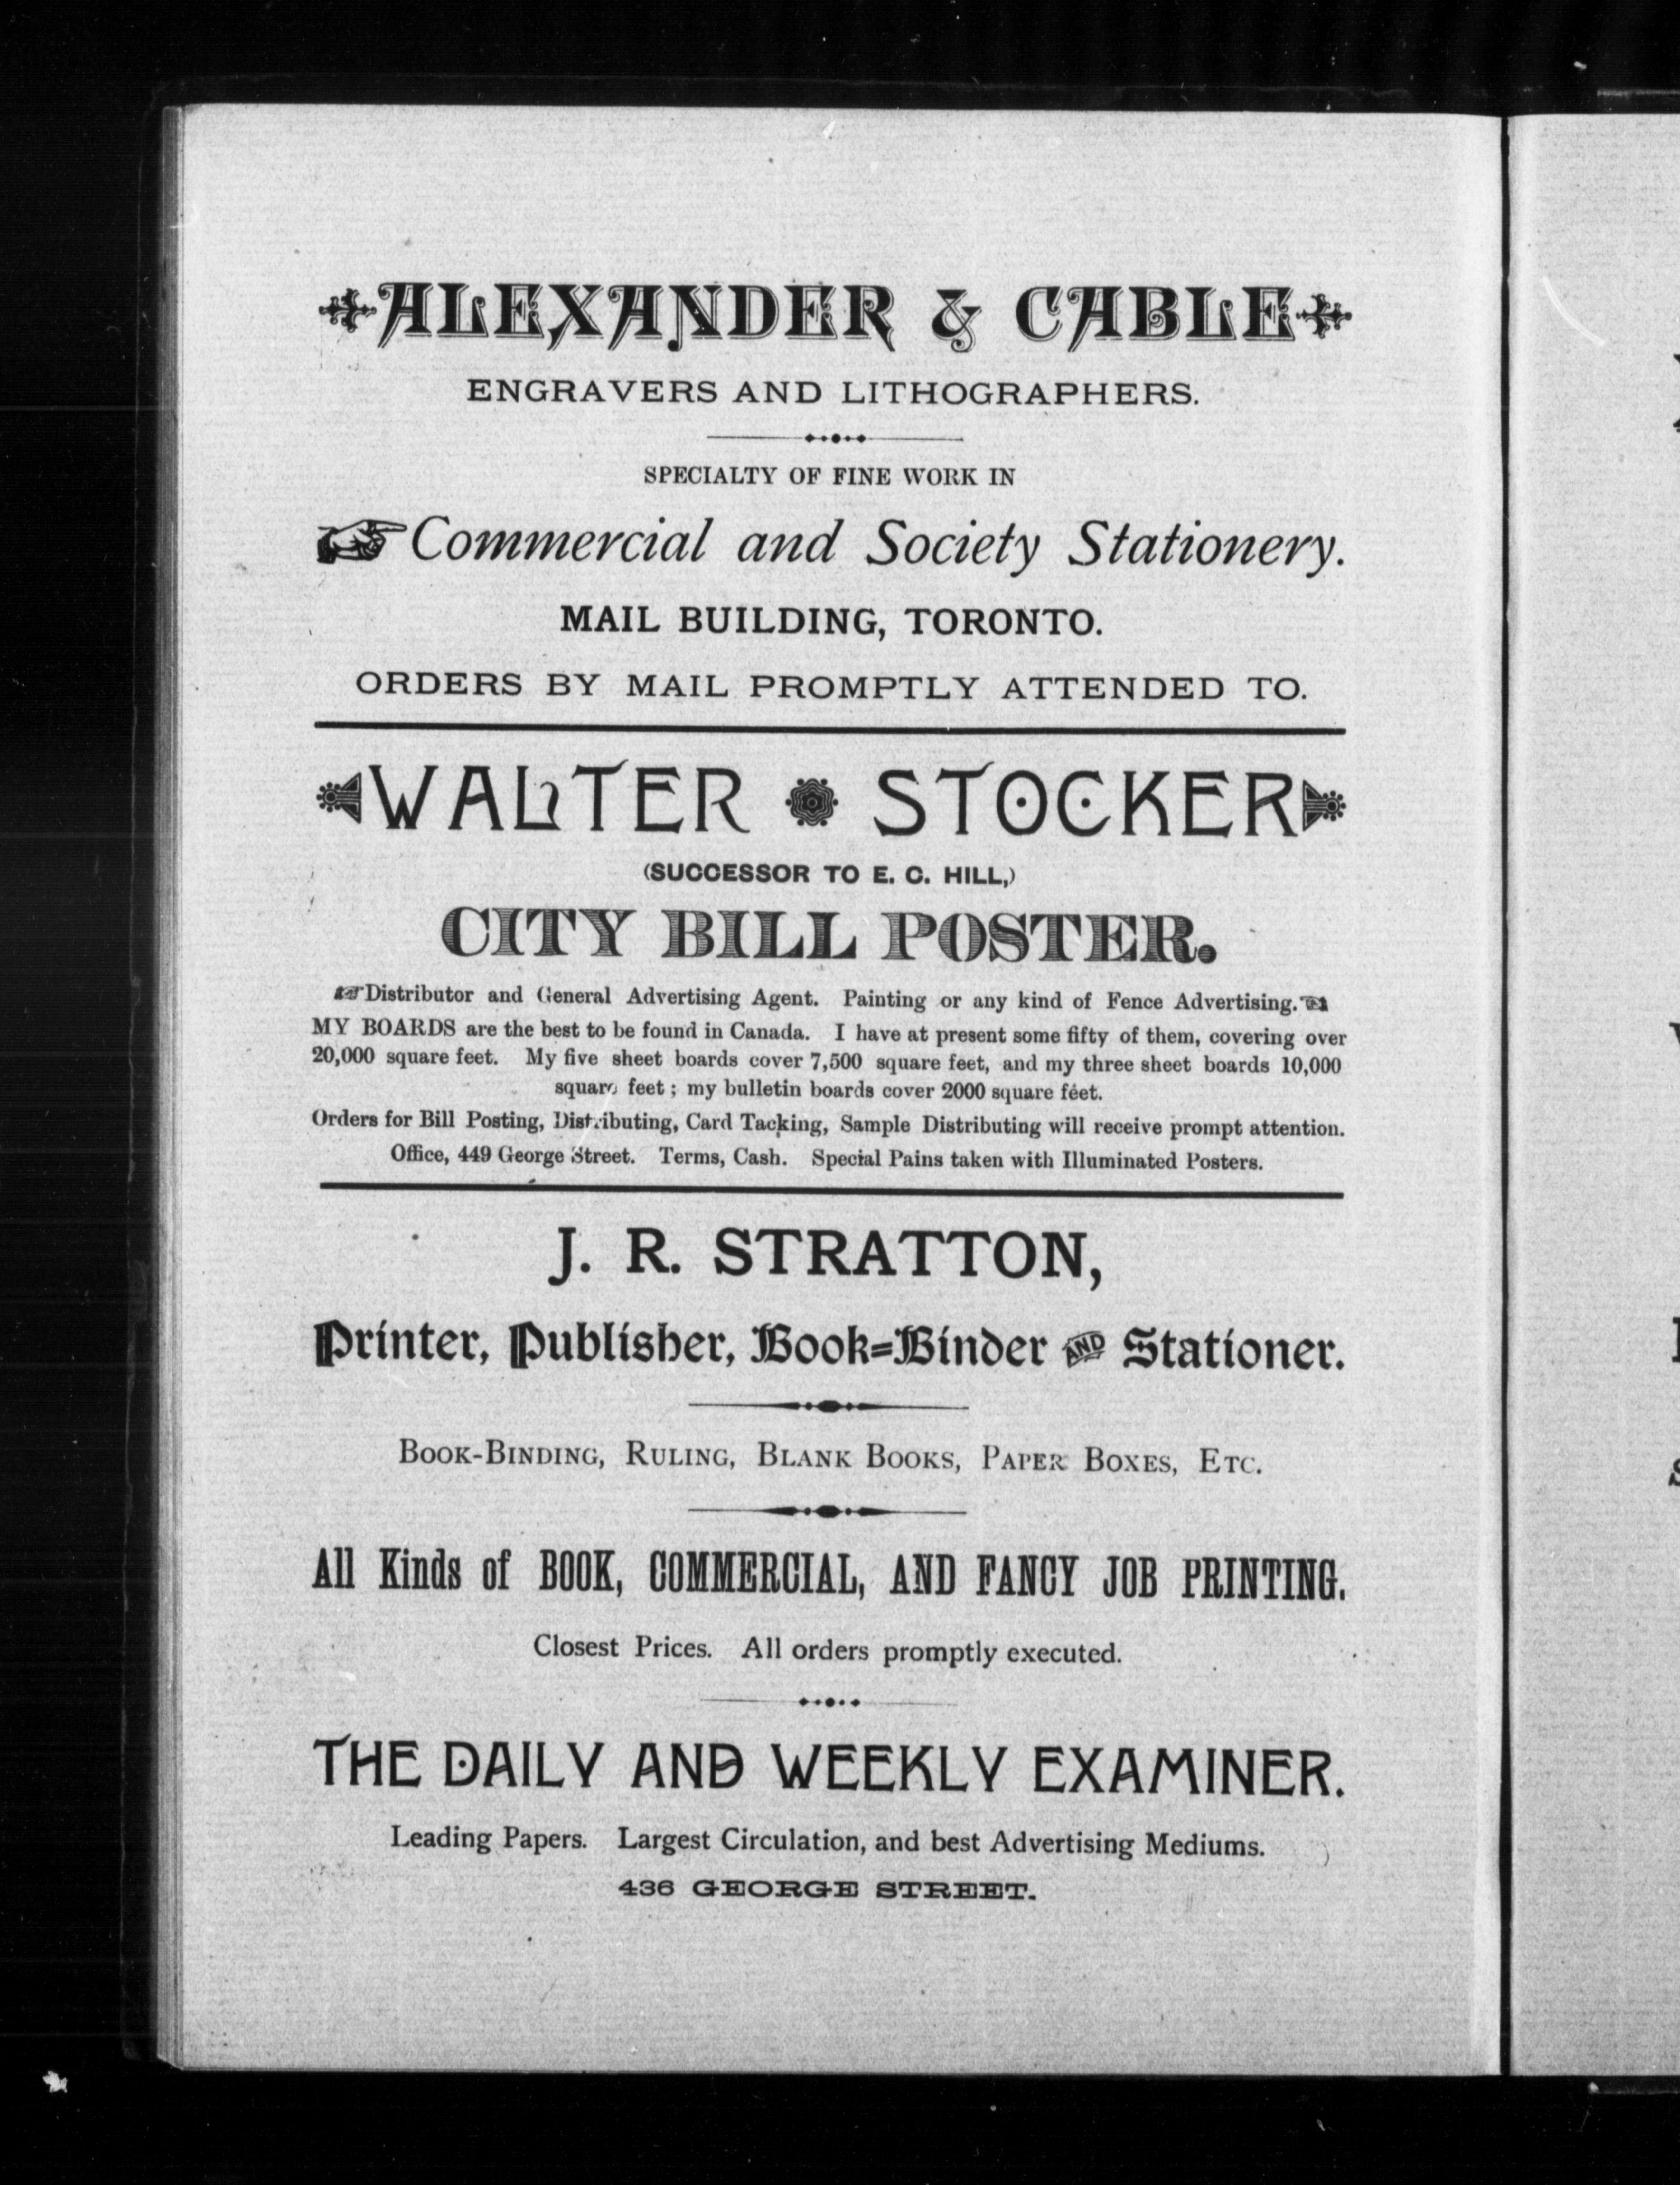 ALEXANDER & CABLE
ENGRAVERS AND LITHOGRAPHERS.
SPECIALTY OF FINE WORK IN
Commercial and Society Stationery.
MAIL BUILDING, TORONTO.
ORDERS BY MAIL PROMPTLY ATTENDED TO.
WALTER STOCKER
(SUCCESSOR TO E. C. HILL,)
CITY BILL POSTER.
Distributor and General Advertising Agent. Painting or any kind of Fence Advertising.
MY BOARDS are the best to be found in Canada. I have at present some fifty of them, covering over
20,000 square feet. My five sheet boards cover 7,500 square feet, and my three sheet boards 10,000
square feet; my bulletin boards cover 2000 square feet.
Orders for Bill Posting, Distributing, Card Tacking, Sample Distributing will receive prompt attention.
Office, 449 George Street. Terms, Cash. Special Pains taken with Illuminated Posters.
J. R. STRATTON,
Printer, Publisher, Book-Binder AND Stationer.
BOOK-BINDING, RULING, BLANK BOOKS, PAPER BOXES, ETC.
All Kinds of BOOK, COMMERCIAL, AND FANCY JOB PRINTING.
Closest Prices. All orders promptly executed.
THE DAILY AND WEEKLY EXAMINER.
Leading Papers. Largest Circulation, and best Advertising Mediums.
436 GEORGE STREET.